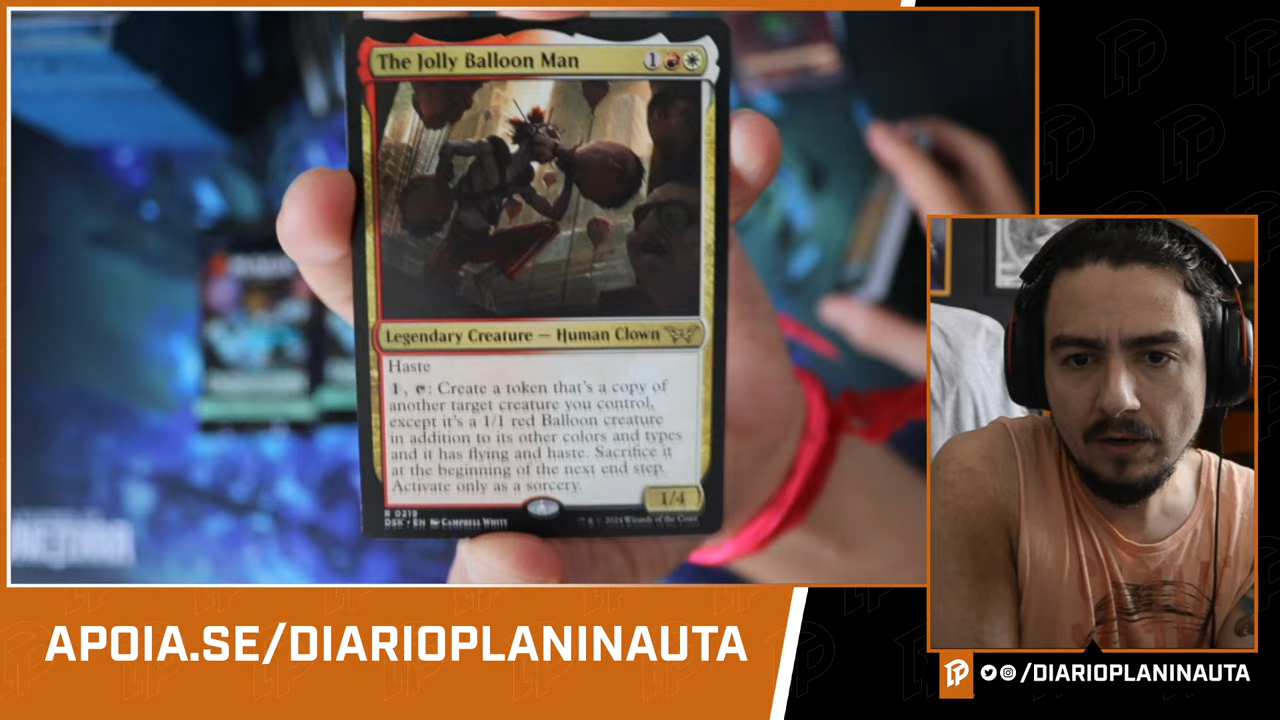 The Jolly Balloon Man 1
Legendary Creature — Human Clown
Haste
1, : Create a token that's a copy of
another target creature you control,
except it's a 1/1 red Balloon creature
in addition to its other colors and types
and it has flying and haste. Sacrifice it
at the beginning of the next end step.
Activate only as a sorcery.
1/4
R 0219
DSK • EN Campbell White
™ & © 2024 Wizards of the Coast
APOIA.SE/DIARIOPLANINAUTA
/DIARIOPLANINAUTA